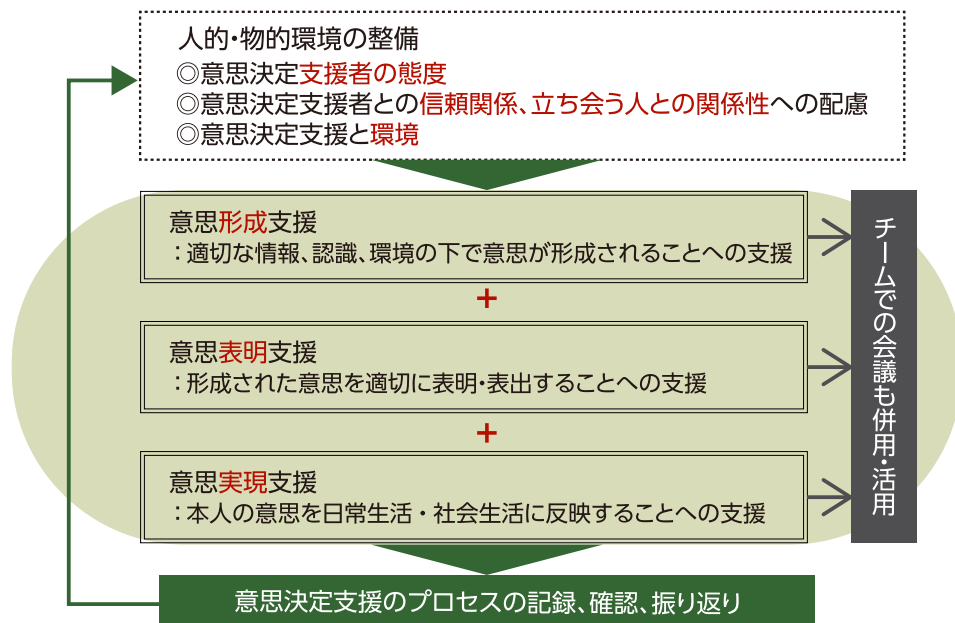 人的・物的環境の整備
◎意思決定支援者の態度
◎意思決定支援者との信頼関係、立ち会う人との関係性への配慮
◎意思決定支援と環境
意思形成支援
：適切な情報、認識、環境の下で意思が形成されることへの支援
+
意思表明支援
：形成された意思を適切に表明・表出することへの支援
+
意思実現支援
：本人の意思を日常生活・社会生活に反映することへの支援
チームでの会議も併用・活用
意思決定支援のプロセスの記録、確認、振り返り